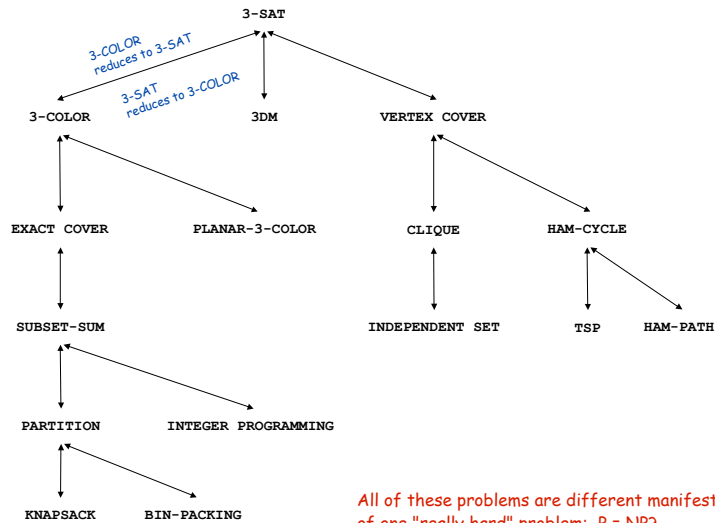 3-SAT
3-COLOR
reduces to 3-SAT
3-SAT
reduces to 3-COLOR
3-COLOR
3DM
VERTEX COVER
EXACT COVER
PLANAR-3-COLOR
CLIQUE
HAM-CYCLE
SUBSET-SUM
INDEPENDENT SET
TSP
HAM-PATH
PARTITION
INTEGER PROGRAMMING
KNAPSACK
BIN-PACKING
All of these problems are different manifest
of one "really hard" problem: P = NP?